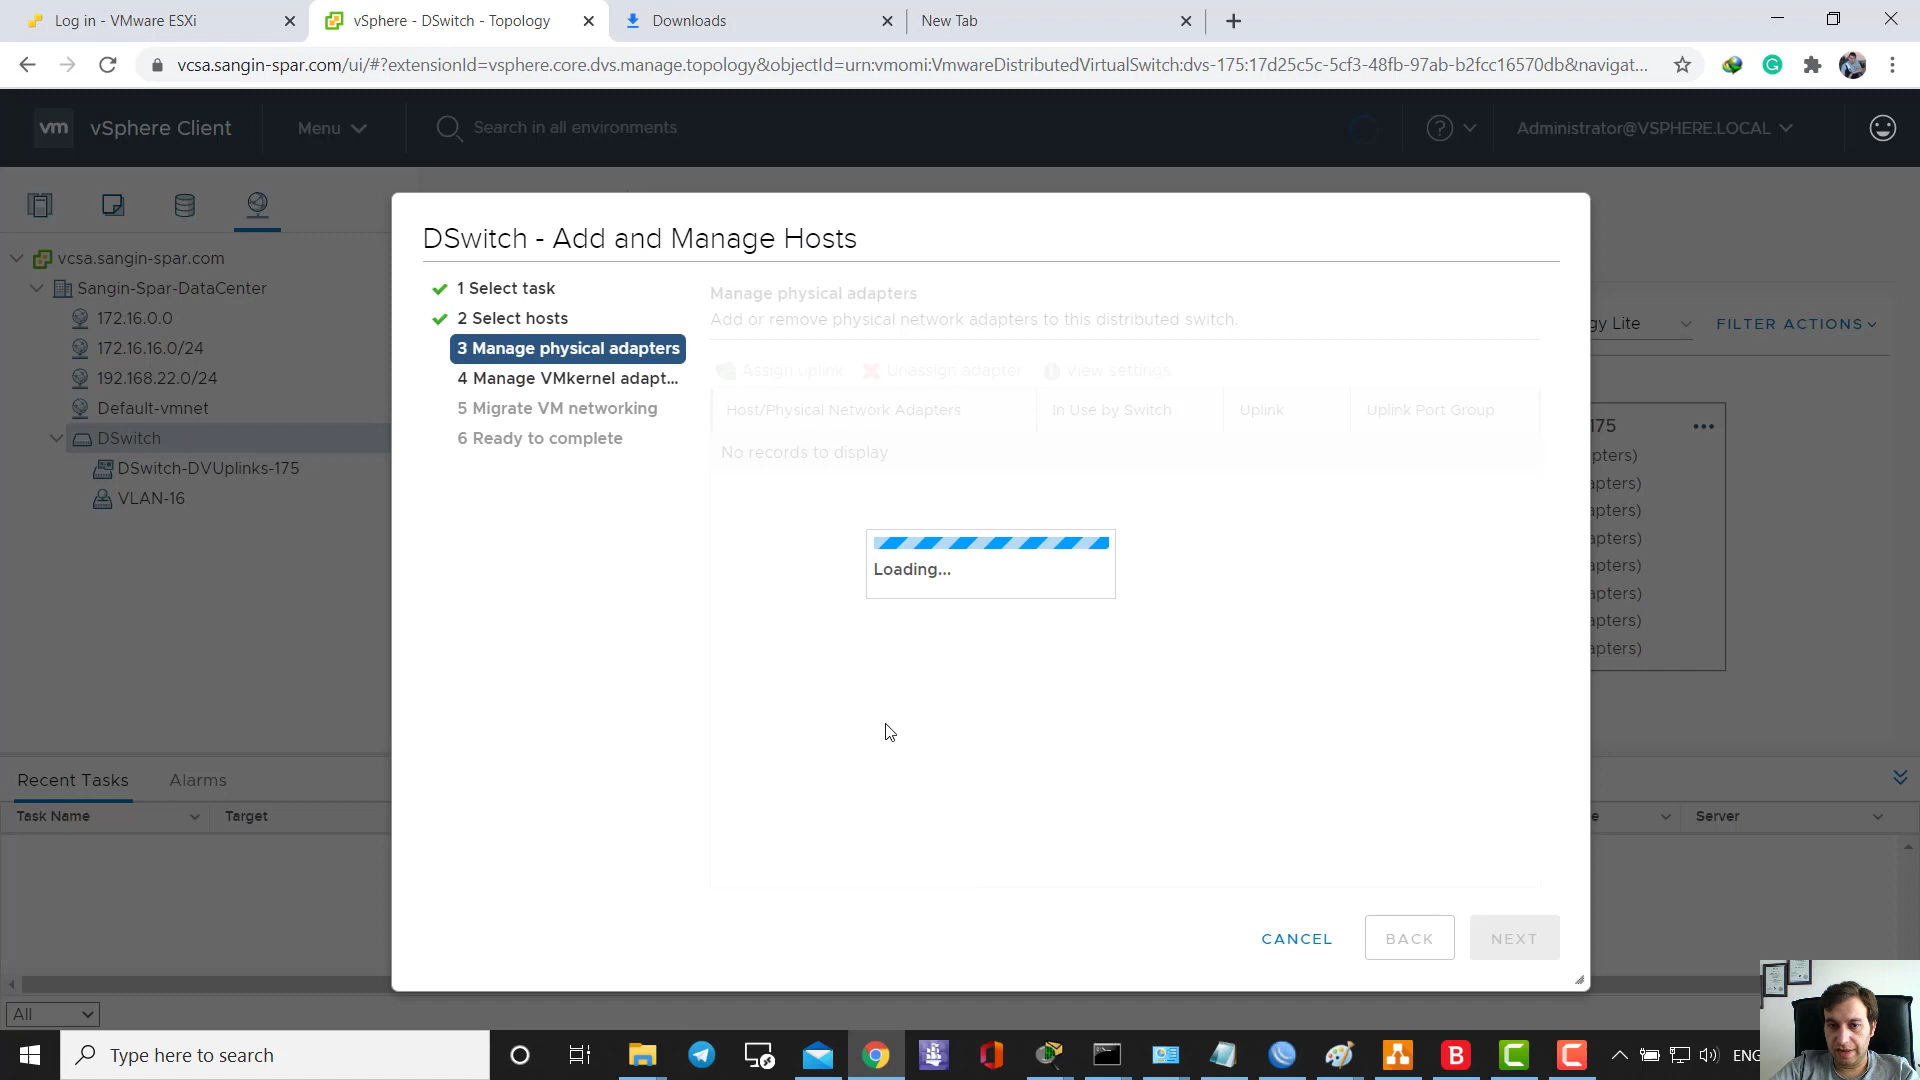 Log in - VMware ESXi
vSphere - DSwitch - Topology
Downloads
New Tab
vcsa.sangin-spar.com/ui/#?extensionId=vsphere.core.dvs.manage.topology&objectId=urn:vmomi:VmwareDistributedVirtualSwitch:dvs-175:17d25c5c-5cf3-48fb-97ab-b2fcc16570db&navigat...
vm vSphere Client
Menu
Search in all environments
Administrator@VSPHERE.LOCAL
vcsa.sangin-spar.com
Sangin-Spar-DataCenter
172.16.0.0
172.16.16.0/24
192.168.22.0/24
Default-vmnet
DSwitch
DSwitch-DVUplinks-175
VLAN-16
DSwitch - Add and Manage Hosts
1 Select task
2 Select hosts
3 Manage physical adapters
4 Manage VMkernel adapt...
5 Migrate VM networking
6 Ready to complete
Manage physical adapters
Add or remove physical network adapters to this distributed switch.
Assign uplink
Unassign adapter
View settings
Host/Physical Network Adapters
In Use by Switch
Uplink
Uplink Port Group
No records to display
Loading...
CANCEL
BACK
NEXT
gy Lite
FILTER ACTIONS
175
apters)
apters)
apters)
apters)
apters)
apters)
apters)
apters)
Recent Tasks
Alarms
Task Name
Target
e
Server
All
Type here to search
ENG